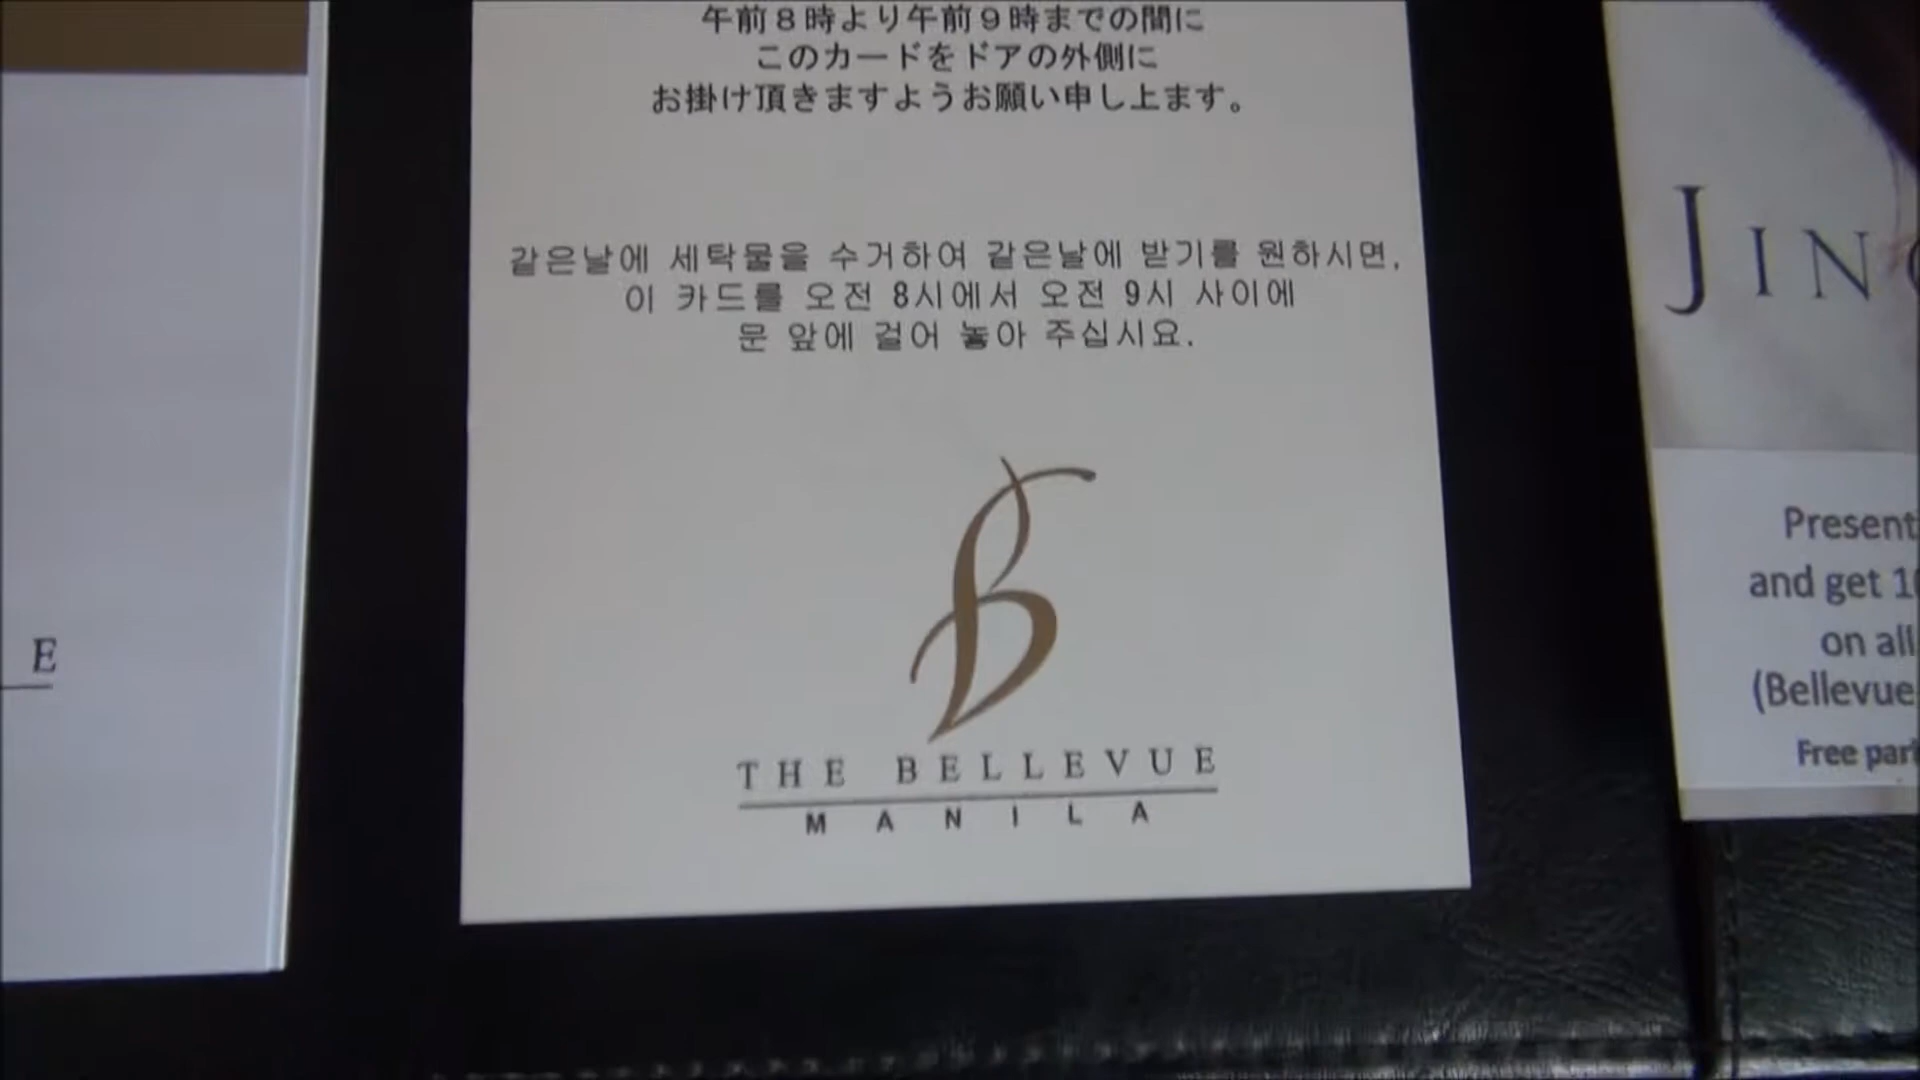 午前8時より午前9時までの間に
このカードをドアの外側に
お掛け頂きますようお願い申し上ます。
같은날에 세탁물을 수거하여 같은날에 받기를 원하시면,
이 카드를 오전 8시에서 오전 9시 사이에
문 앞에 걸어 놓아 주십시요.
THE BELLEVUE
MANILA
E
Present
and get
on all
(Bellevue
Free